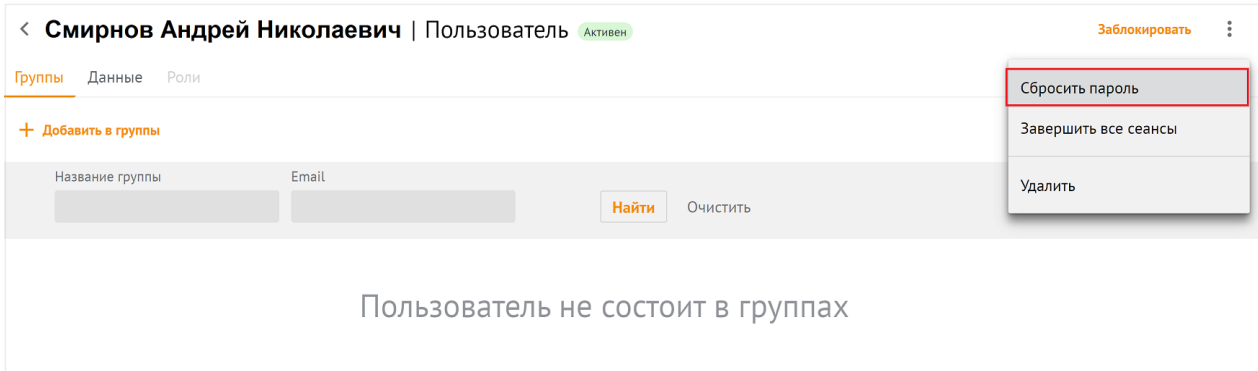 Смирнов Андрей Николаевич | Пользователь Активен Заблокировать
Группы Данные Роли
Сбросить пароль
+ Добавить в группы
Завершить все сеансы
Название группы Email
Удалить
Найти Очистить
Пользователь не состоит в группах